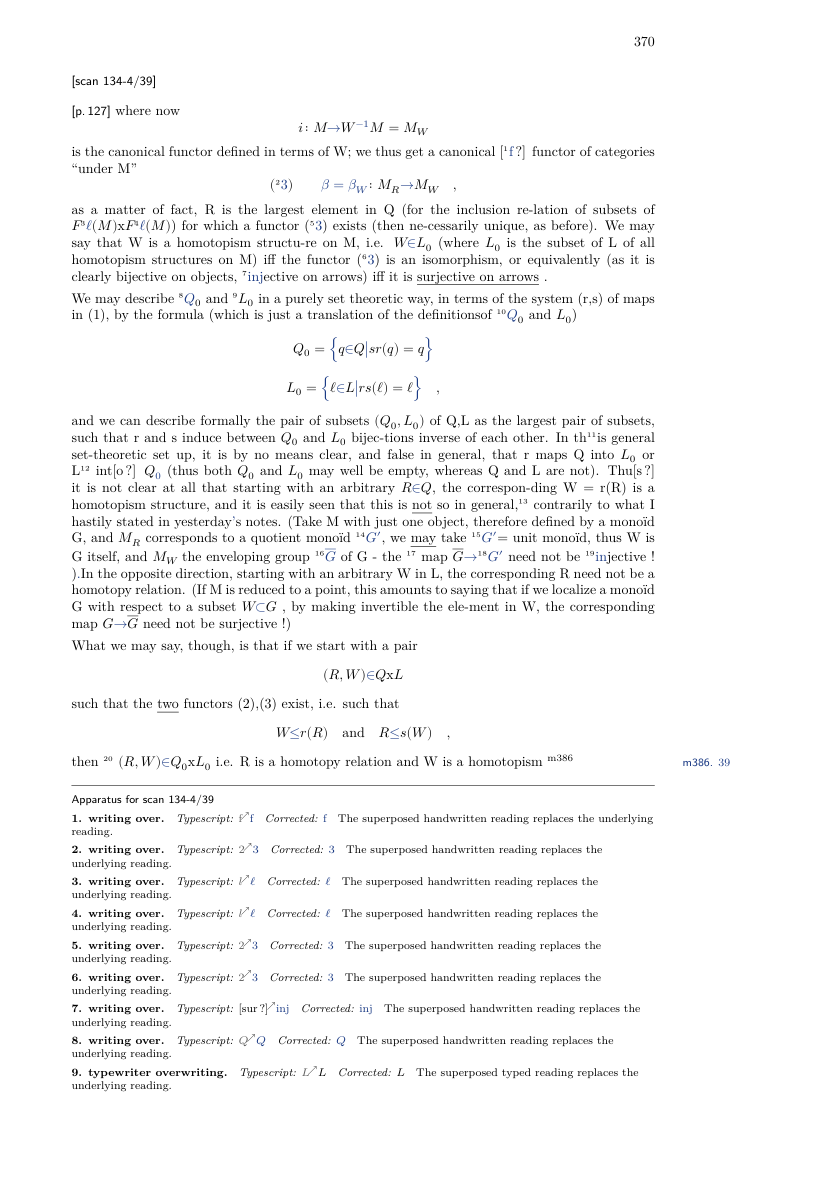 370
[scan 134-4/39]
[p. 127] where now
i : M→W⁻¹M = M_W
is the canonical functor defined in terms of W; we thus get a canonical [¹f ?] functor of categories
“under M”
(²3) β = β_W : M_R→M_W ,
as a matter of fact, R is the largest element in Q (for the inclusion re-lation of subsets of
F³ℓ(M)xF⁴ℓ(M)) for which a functor (⁵3) exists (then ne-cessarily unique, as before). We may
say that W is a homotopism structu-re on M, i.e. W∈L₀ (where L₀ is the subset of L of all
homotopism structures on M) iff the functor (⁶3) is an isomorphism, or equivalently (as it is
clearly bijective on objects, ⁷injective on arrows) iff it is surjective on arrows .
We may describe ⁸Q₀ and ⁹L₀ in a purely set theoretic way, in terms of the system (r,s) of maps
in (1), by the formula (which is just a translation of the definitionsof ¹⁰Q₀ and L₀)
Q₀ = {q∈Q|sr(q) = q}
L₀ = {ℓ∈L|rs(ℓ) = ℓ} ,
and we can describe formally the pair of subsets (Q₀, L₀) of Q,L as the largest pair of subsets,
such that r and s induce between Q₀ and L₀ bijec-tions inverse of each other. In th¹¹is general
set-theoretic set up, it is by no means clear, and false in general, that r maps Q into L₀ or
L¹² int[o ?] Q₀ (thus both Q₀ and L₀ may well be empty, whereas Q and L are not). Thu[s ?]
it is not clear at all that starting with an arbitrary R∈Q, the correspon-ding W = r(R) is a
homotopism structure, and it is easily seen that this is not so in general,¹³ contrarily to what I
hastily stated in yesterday’s notes. (Take M with just one object, therefore defined by a monoïd
G, and M_R corresponds to a quotient monoïd ¹⁴G′, we may take ¹⁵G′= unit monoïd, thus W is
G itself, and M_W the enveloping group ¹⁶G̅ of G - the ¹⁷ map G̅→¹⁸G′ need not be ¹⁹injective !
).In the opposite direction, starting with an arbitrary W in L, the corresponding R need not be a
homotopy relation. (If M is reduced to a point, this amounts to saying that if we localize a monoïd
G with respect to a subset W⊂G , by making invertible the ele-ment in W, the corresponding
map G→G̅ need not be surjective !)
What we may say, though, is that if we start with a pair
(R, W)∈QxL
such that the two functors (2),(3) exist, i.e. such that
W≤r(R) and R≤s(W) ,
then ²⁰ (R, W)∈Q₀xL₀ i.e. R is a homotopy relation and W is a homotopism ᵐ³⁸⁶
m386. 39
Apparatus for scan 134-4/39
1. writing over. Typescript: f↗f Corrected: f The superposed handwritten reading replaces the underlying
reading.
2. writing over. Typescript: 2↗3 Corrected: 3 The superposed handwritten reading replaces the
underlying reading.
3. writing over. Typescript: l↗ℓ Corrected: ℓ The superposed handwritten reading replaces the
underlying reading.
4. writing over. Typescript: l↗ℓ Corrected: ℓ The superposed handwritten reading replaces the
underlying reading.
5. writing over. Typescript: 2↗3 Corrected: 3 The superposed handwritten reading replaces the
underlying reading.
6. writing over. Typescript: 2↗3 Corrected: 3 The superposed handwritten reading replaces the
underlying reading.
7. writing over. Typescript: [sur ?]↗inj Corrected: inj The superposed handwritten reading replaces the
underlying reading.
8. writing over. Typescript: Q↗Q Corrected: Q The superposed handwritten reading replaces the
underlying reading.
9. typewriter overwriting. Typescript: L↗L Corrected: L The superposed typed reading replaces the
underlying reading.